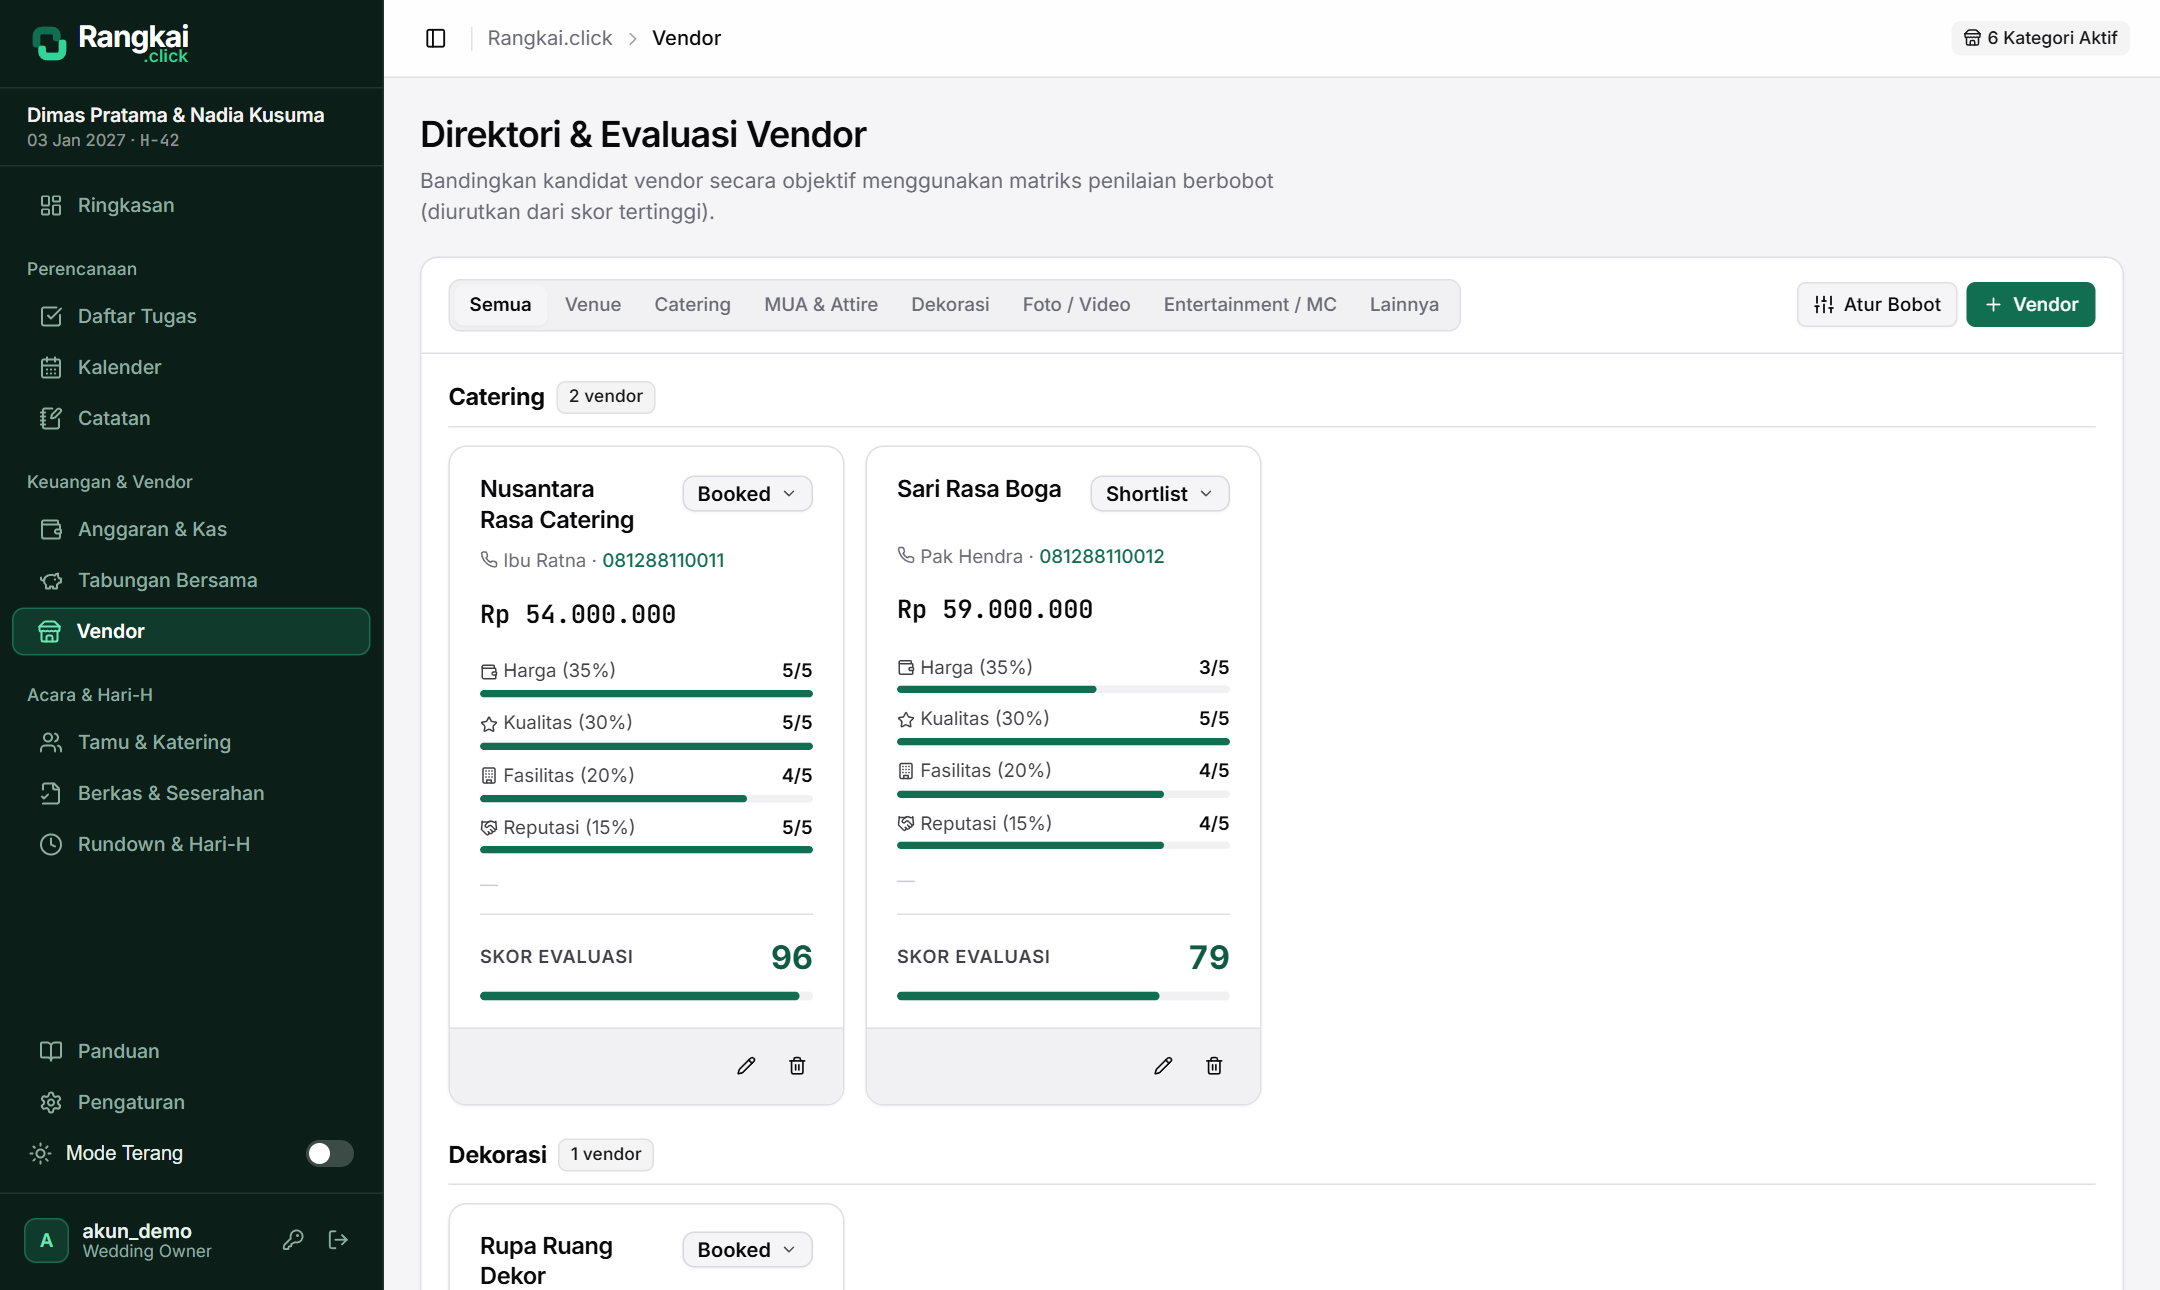 Rangkai
.click
Dimas Pratama & Nadia Kusuma
03 Jan 2027 · H-42
Ringkasan
Perencanaan
Daftar Tugas
Kalender
Catatan
Keuangan & Vendor
Anggaran & Kas
Tabungan Bersama
Vendor
Acara & Hari-H
Tamu & Katering
Berkas & Seserahan
Rundown & Hari-H
Panduan
Pengaturan
Mode Terang
A
akun_demo
Wedding Owner
Rangkai.click > Vendor
6 Kategori Aktif
Direktori & Evaluasi Vendor
Bandingkan kandidat vendor secara objektif menggunakan matriks penilaian berbobot
(diurutkan dari skor tertinggi).
Semua Venue Catering MUA & Attire Dekorasi Foto / Video Entertainment / MC Lainnya
Atur Bobot
+ Vendor
Catering 2 vendor
Nusantara
Rasa Catering
Booked
Ibu Ratna · 081288110011
Rp 54.000.000
Harga (35%) 5/5
Kualitas (30%) 5/5
Fasilitas (20%) 4/5
Reputasi (15%) 5/5
—
SKOR EVALUASI 96
Sari Rasa Boga
Shortlist
Pak Hendra · 081288110012
Rp 59.000.000
Harga (35%) 3/5
Kualitas (30%) 5/5
Fasilitas (20%) 4/5
Reputasi (15%) 4/5
—
SKOR EVALUASI 79
Dekorasi 1 vendor
Rupa Ruang
Dekor
Booked